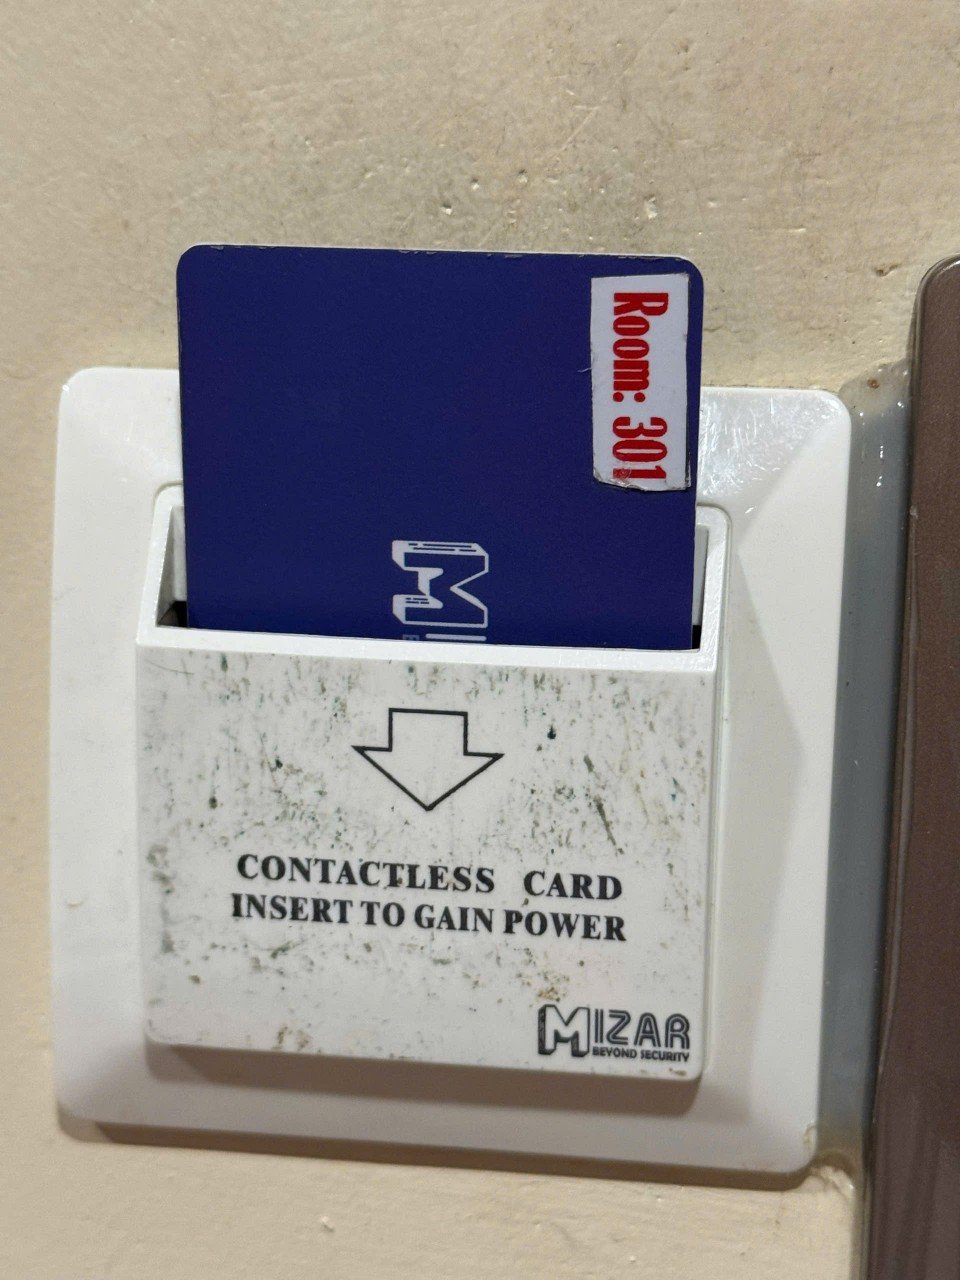 Room: 301
M
CONTACTLESS CARD
INSERT TO GAIN POWER
MIZAR
BEYOND SECURITY